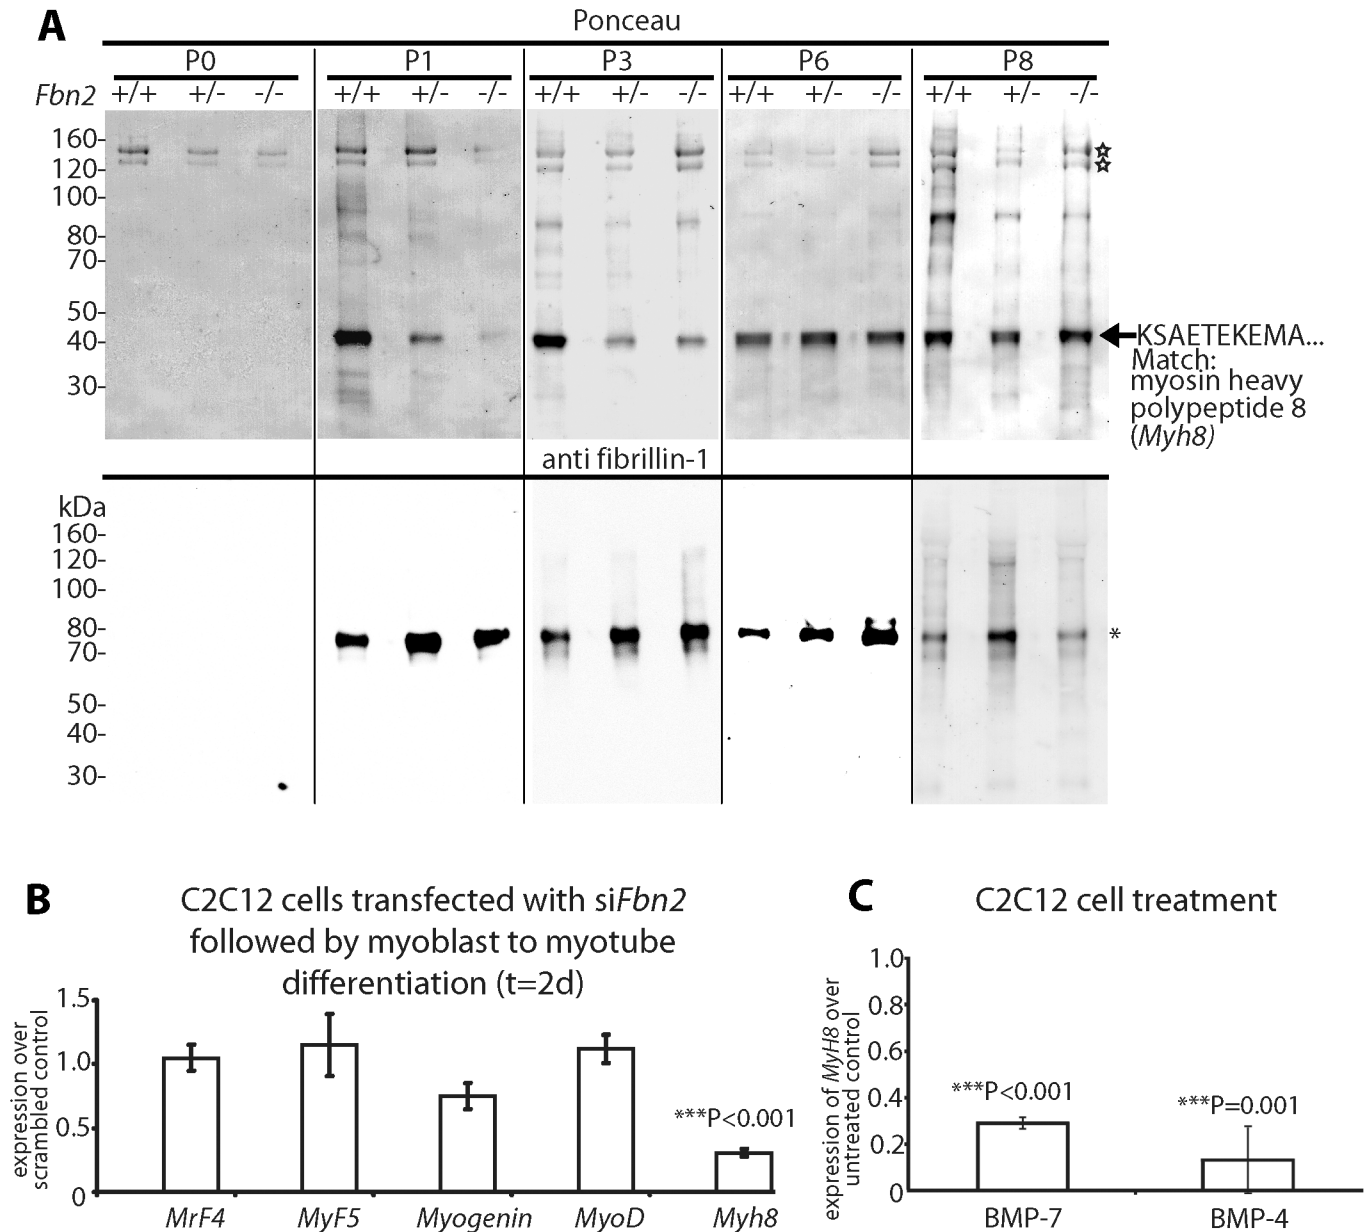 A
Ponceau
P0 P1 P3 P6 P8
Fbn2 +/+ +/- -/- +/+ +/- -/- +/+ +/- -/- +/+ +/- -/- +/+ +/- -/-
160-
120-
100-
80-
70-
50-
40-
30-
KSAETEKEMA...
Match:
myosin heavy
polypeptide 8
(Myh8)
anti fibrillin-1
kDa
160-
120-
100-
80-
70-
50-
40-
30-
*
B
C2C12 cells transfected with siFbn2
followed by myoblast to myotube
differentiation (t=2d)
expression over
scrambled control
1.5
1.0
0.5
0
***P<0.001
MrF4 MyF5 Myogenin MyoD Myh8
C
C2C12 cell treatment
expression of MyH8 over
untreated control
1.0
0.8
0.6
0.4
0.2
0
***P<0.001
***P=0.001
BMP-7 BMP-4